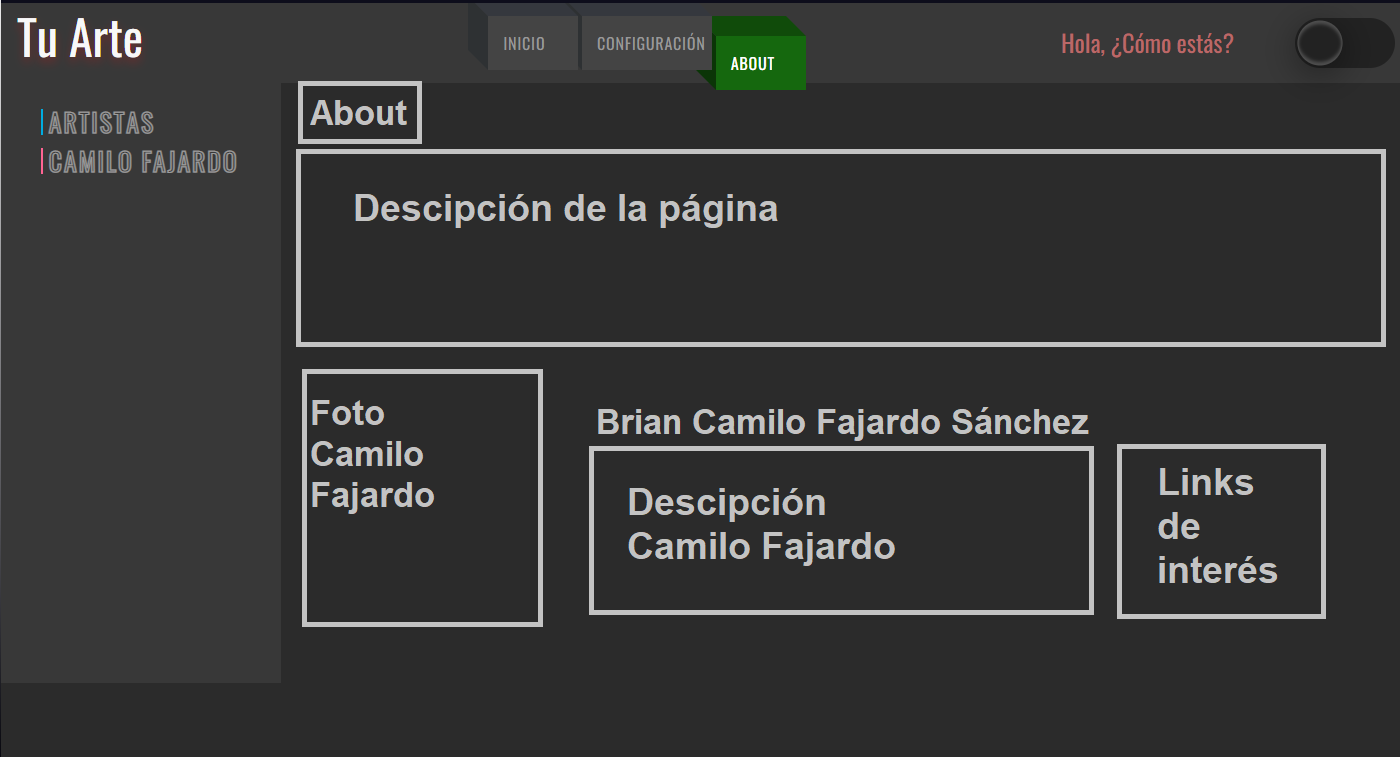 Tu Arte
INICIO
CONFIGURACIÓN
ABOUT
Hola, ¿Cómo estás?
ARTISTAS
CAMILO FAJARDO
About
Descipción de la página
Foto
Camilo
Fajardo
Brian Camilo Fajardo Sánchez
Descipción
Camilo Fajardo
Links
de
interés